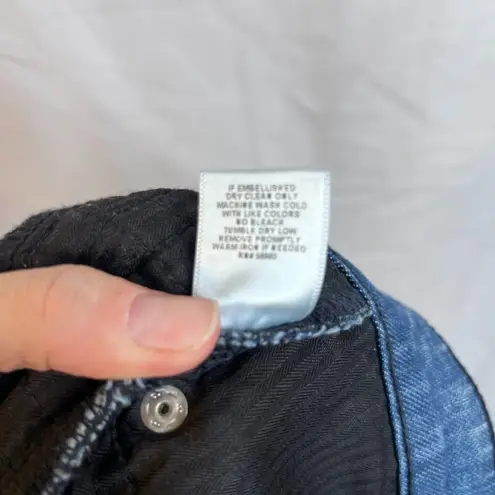 IF EMBELLISHED
DRY CLEAN ONLY
MACHINE WASH COLD
WITH LIKE COLORS
NO BLEACH
TUMBLE DRY LOW
REMOVE PROMPTLY
WARM IRON IF NEEDED
RN#